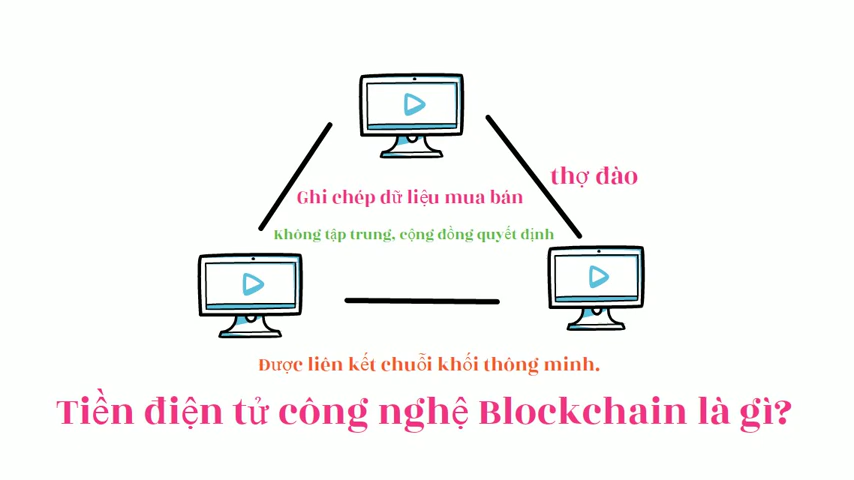 thợ đào
Ghi chép dữ liệu mua bán
Không tập trung, cộng đồng quyết định
Được liên kết chuỗi khối thông minh.
Tiền điện tử công nghệ Blockchain là gì?